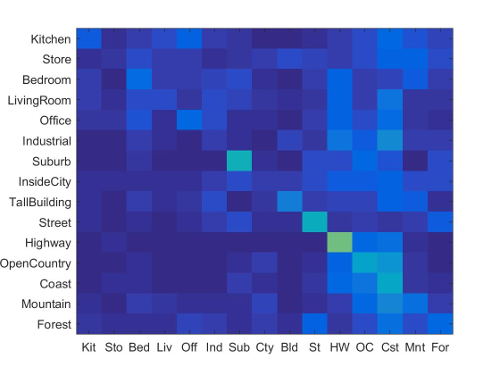 Kitchen
Store
Bedroom
LivingRoom
Office
Industrial
Suburb
InsideCity
TallBuilding
Street
Highway
OpenCountry
Coast
Mountain
Forest
Kit Sto Bed Liv Off Ind Sub Cty Bld St HW OC Cst Mnt For